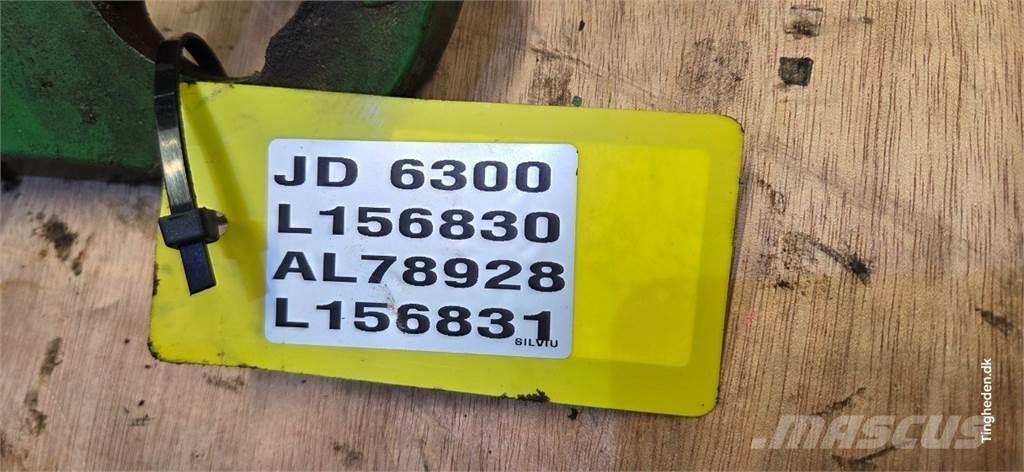 JD 6300
L156830
AL78928
L156831
SILVIU
Tingheden.dk
MASCUS